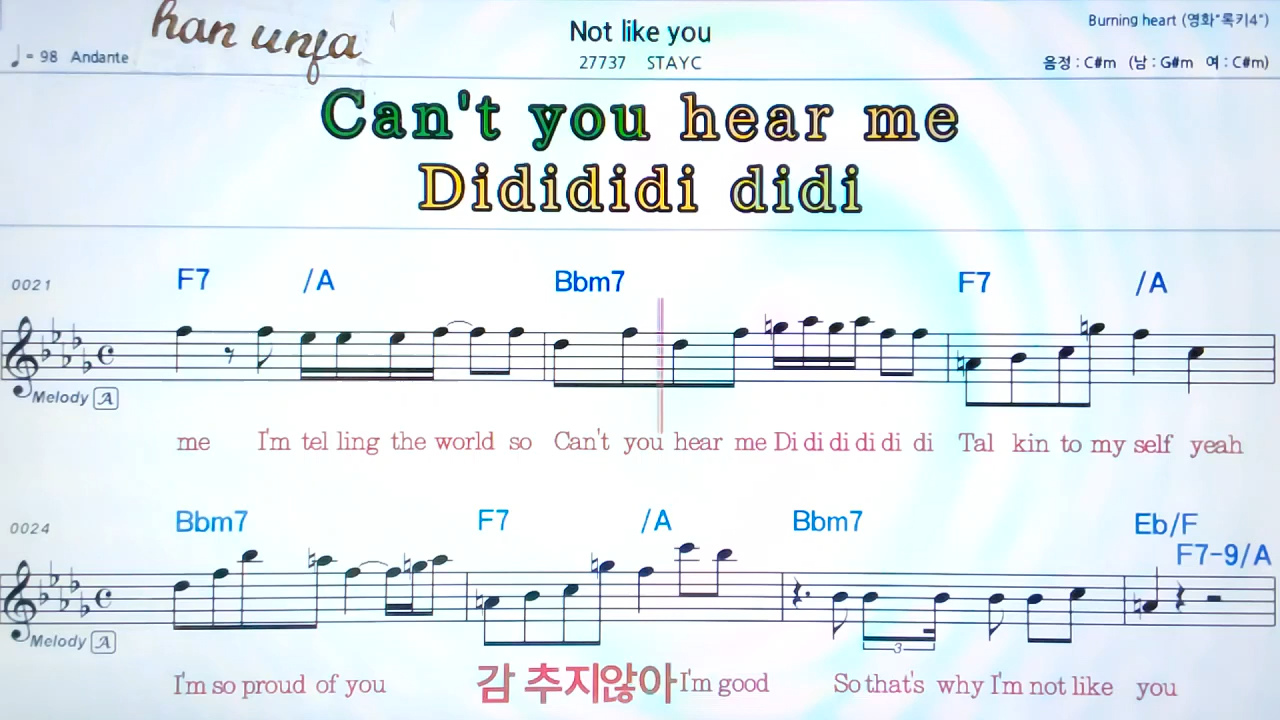 han unfa
Not like you
Burning heart (영화"록키4")
♩ = 98 Andante
27737 STAYC
음정 : C#m (남 : G#m 여 : C#m)
Can't you hear me
Didididi didi
0021
F7 /A Bbm7 F7 /A
Melody A
me I'm tel ling the world so Can't you hear me Di di di di di di Tal kin to my self yeah
0024
Bbm7 F7 /A Bbm7 Eb/F
F7-9/A
3
Melody A
I'm so proud of you 감 추지않아 I'm good So that's why I'm not like you